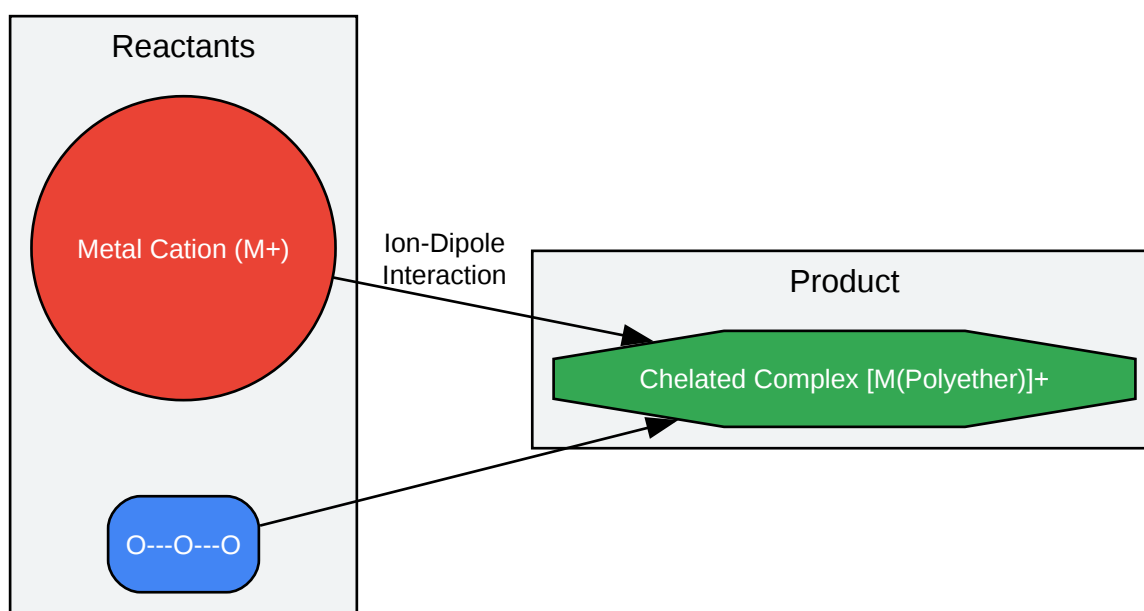 Reactants
Metal Cation (M+)
Ion-Dipole
Interaction
Product
Chelated Complex [M(Polyether)]+
O---O---O